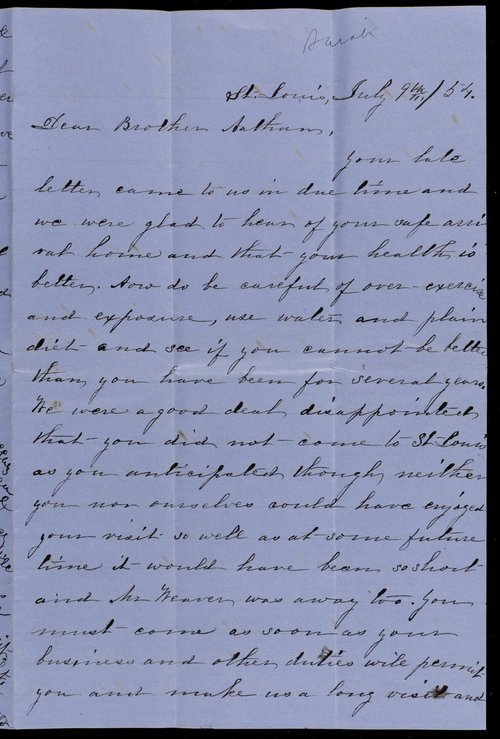 Sarah
St. Louis, July 9th/54.
Dear Brother Nathan,
Your late
letter came to us in due time and
we were glad to hear of your safe arri
val home and that your health is
better. Now do be careful of over-exercise
and exposure, use water and plain
diet and see if you cannot be better
than you have been for several years.
We were a good deal disappointed
that you did not come to St. Louis
as you anticipated though neither
you nor ourselves could have enjoyed
your visit so well as at some future
time it would have been so short
and Mr Weaver was away too. You
must come as soon as your
business and other duties will permit
you and make us a long visit and